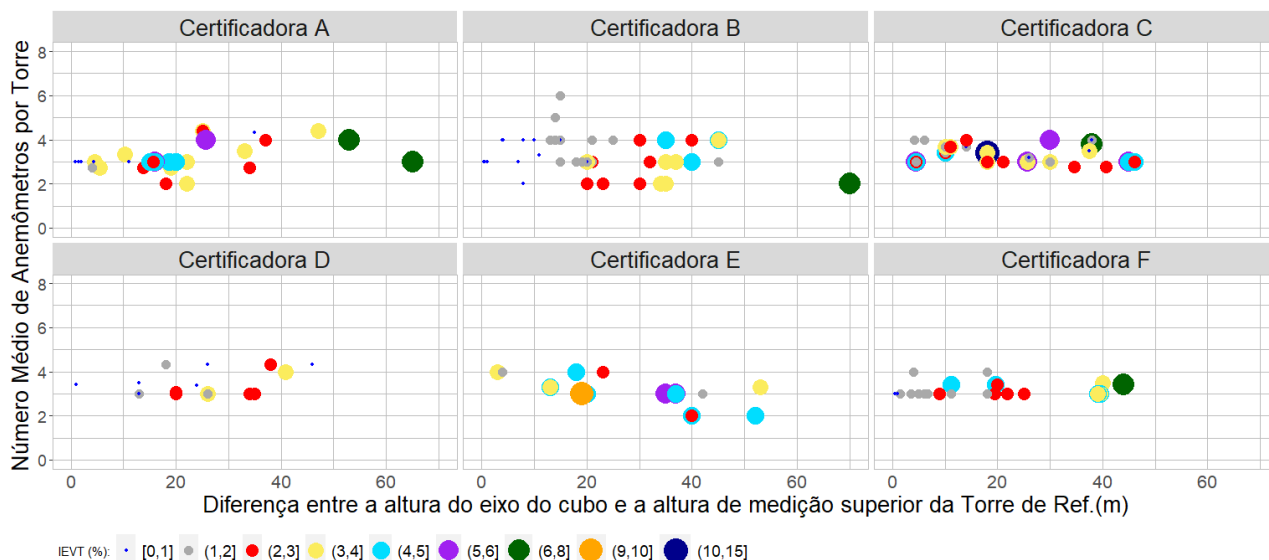 Certificadora A
Certificadora B
Certificadora C
8
6
4
2
0
Certificadora D
Certificadora E
Certificadora F
8
6
4
2
0
Número Médio de Anemômetros por Torre
0 20 40 60
0 20 40 60
0 20 40 60
Diferença entre a altura do eixo do cubo e a altura de medição superior da Torre de Ref.(m)
IEVT (%): [0,1] (1,2] (2,3] (3,4] (4,5] (5,6] (6,8] (9,10] (10,15]